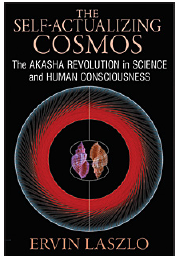 THE
SELF-ACTUALIZING
COSMOS
The AKASHA REVOLUTION in SCIENCE
and HUMAN CONSCIOUSNESS
ERVIN LASZLO